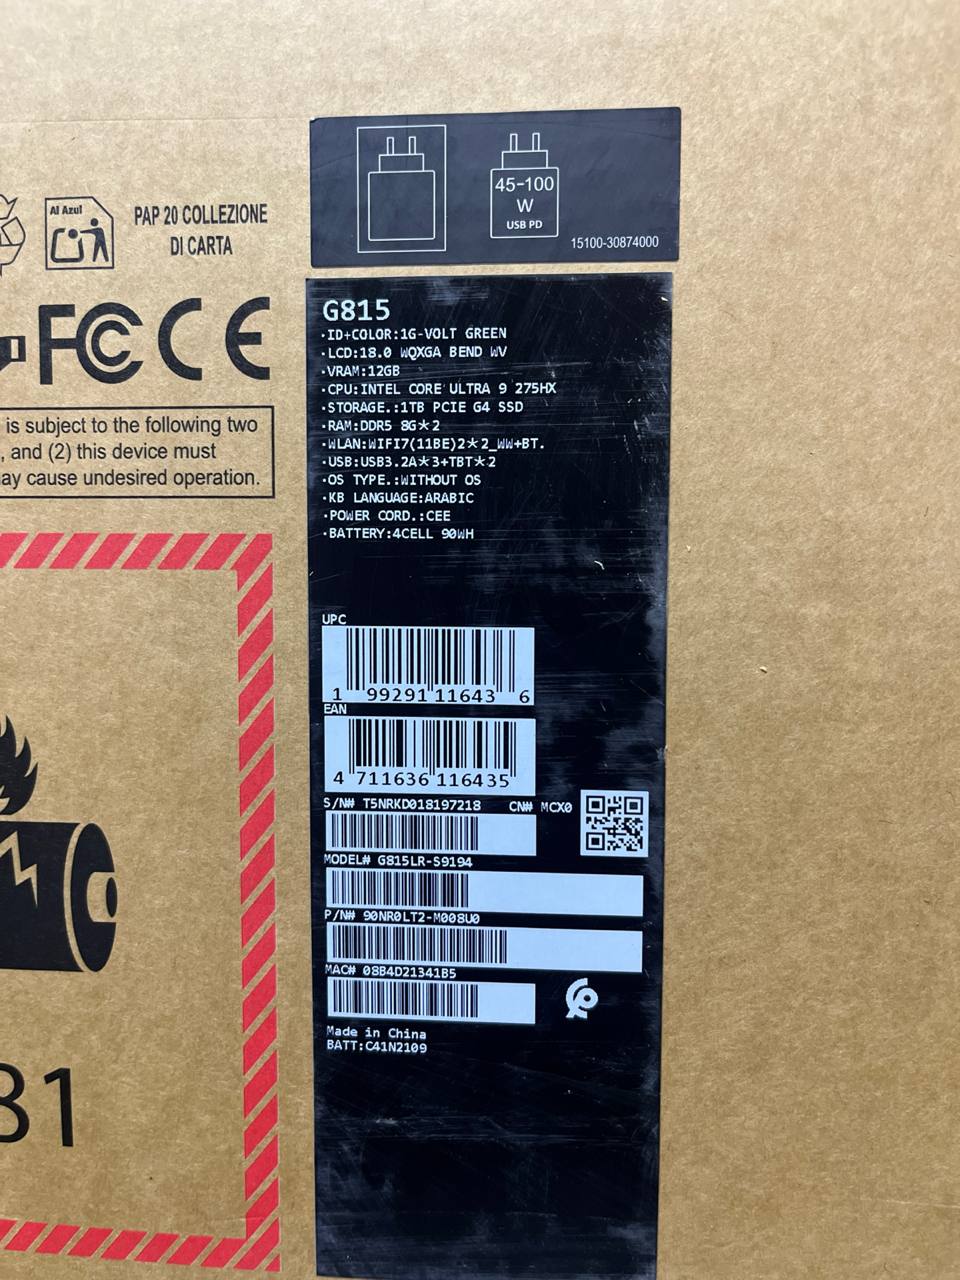 Al Azul
PAP 20 COLLEZIONE
DI CARTA
FC CE
is subject to the following two
, and (2) this device must
ay cause undesired operation.
81
45-100
W
USB PD
15100-30874000
G815
·ID+COLOR:1G-VOLT GREEN
·LCD:18.0 WQXGA BEND WV
·VRAM:12GB
·CPU:INTEL CORE ULTRA 9 275HX
·STORAGE.:1TB PCIE G4 SSD
·RAM:DDR5 8G*2
·WLAN:WIFI7(11BE)2*2_WW+BT.
·USB:USB3.2A*3+TBT*2
·OS TYPE.:WITHOUT OS
·KB LANGUAGE:ARABIC
·POWER CORD.:CEE
·BATTERY:4CELL 90WH
UPC
1 99291 11643 6
EAN
4 711636 116435
S/N# T5NRKD018197218 CN# MCX0
MODEL# G815LR-S9194
P/N# 90NR0LT2-M008U0
MAC# 08B4D21341B5
Made in China
BATT:C41N2109